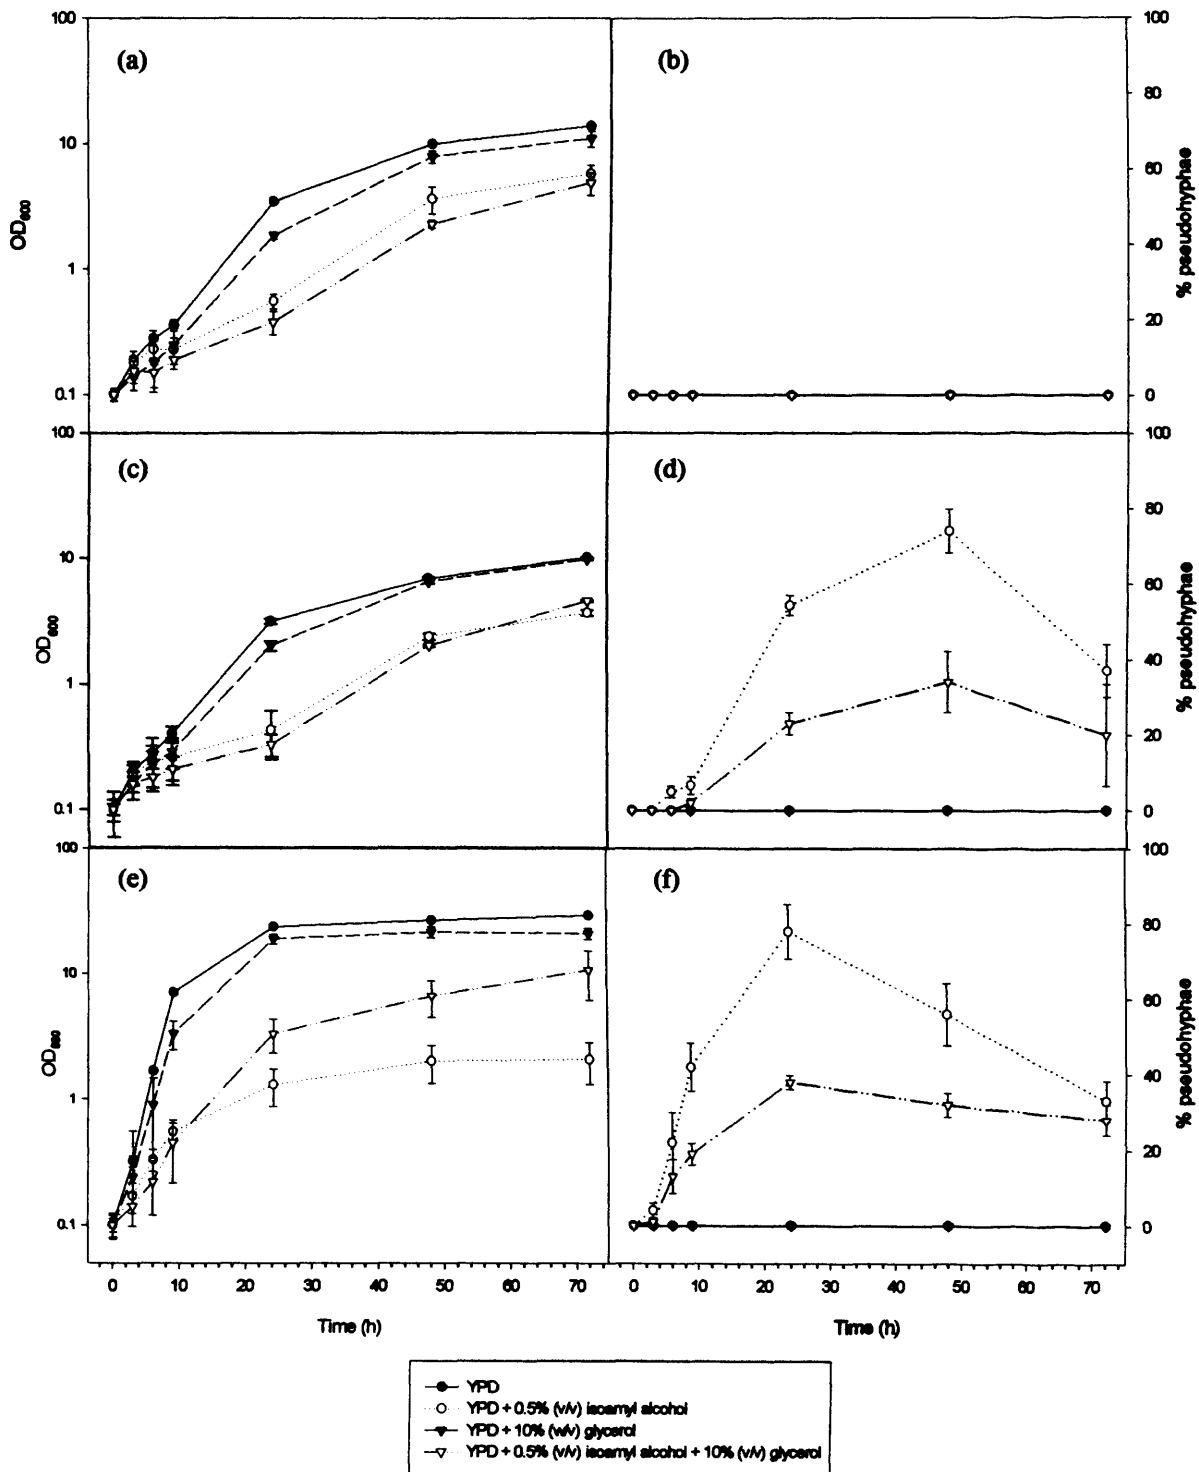 100
100
(a)
(b)
80
10
60
OD600
% pseudohyphae
40
1
20
0.1
0
100
100
(c)
(d)
80
10
60
OD600
% pseudohyphae
40
1
20
0.1
0
100
100
(e)
(f)
80
10
60
OD600
% pseudohyphae
40
1
20
0.1
0
0 10 20 30 40 50 60 70
0 10 20 30 40 50 60 70
Time (h)
Time (h)
YPD
YPD + 0.5% (v/v) isoamyl alcohol
YPD + 10% (w/v) glycerol
YPD + 0.5% (v/v) isoamyl alcohol + 10% (v/v) glycerol